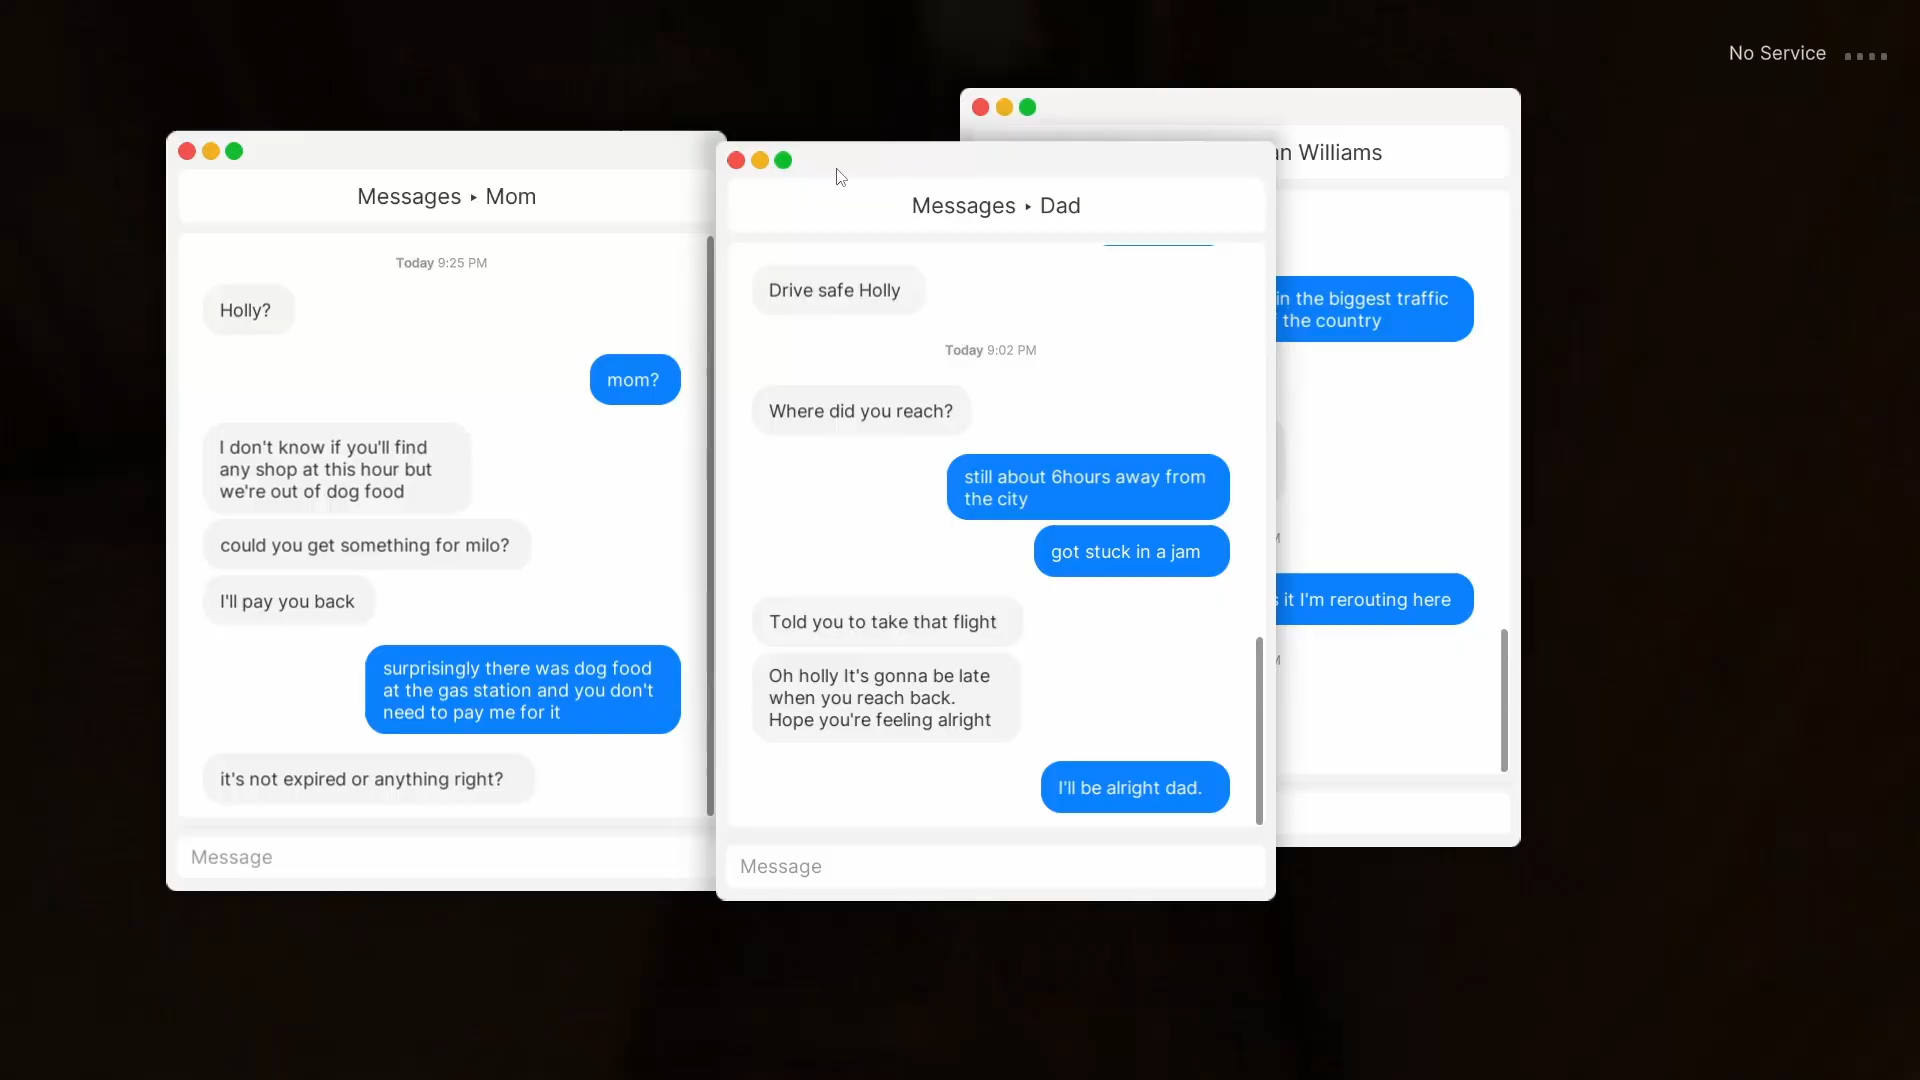 No Service
Messages ▸ Mom
Today 9:25 PM
Holly?
mom?
I don't know if you'll find
any shop at this hour but
we're out of dog food
could you get something for milo?
I'll pay you back
surprisingly there was dog food
at the gas station and you don't
need to pay me for it
it's not expired or anything right?
Message
Messages ▸ Dad
Drive safe Holly
Today 9:02 PM
Where did you reach?
still about 6hours away from
the city
got stuck in a jam
Told you to take that flight
Oh holly It's gonna be late
when you reach back.
Hope you're feeling alright
I'll be alright dad.
Message
Williams
in the biggest traffic
the country
it I'm rerouting here